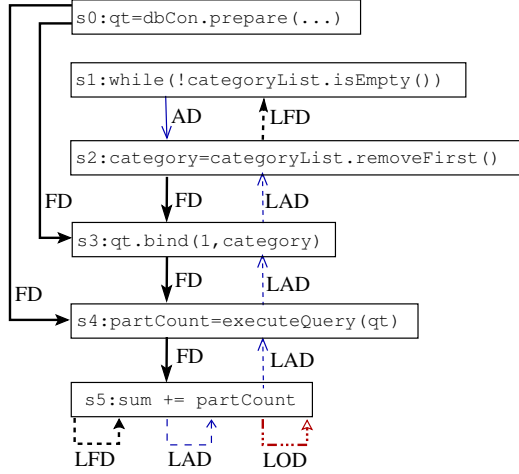 s0:qt=dbCon.prepare(...)
s1:while(!categoryList.isEmpty())
AD
LFD
s2:category=categoryList.removeFirst()
FD
FD
LAD
s3:qt.bind(1,category)
FD
FD
LAD
s4:partCount=executeQuery(qt)
FD
LAD
s5:sum += partCount
LFD
LAD
LOD